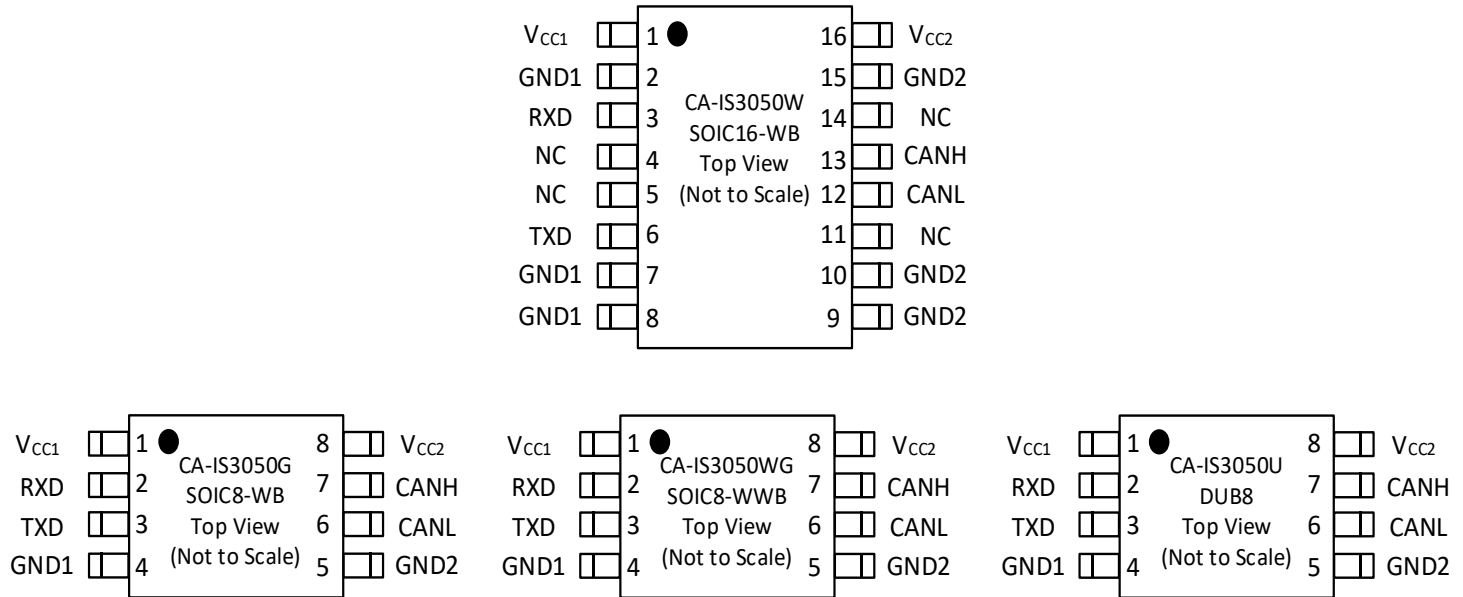 VCC1 1 16 VCC2
GND1 2 15 GND2
RXD 3 14 NC
NC 4 13 CANH
NC 5 12 CANL
TXD 6 11 NC
GND1 7 10 GND2
GND1 8 9 GND2
CA-IS3050W
SOIC16-WB
Top View
(Not to Scale)
VCC1 1 8 VCC2
RXD 2 7 CANH
TXD 3 6 CANL
GND1 4 5 GND2
CA-IS3050G
SOIC8-WB
Top View
(Not to Scale)
VCC1 1 8 VCC2
RXD 2 7 CANH
TXD 3 6 CANL
GND1 4 5 GND2
CA-IS3050WG
SOIC8-WWB
Top View
(Not to Scale)
VCC1 1 8 VCC2
RXD 2 7 CANH
TXD 3 6 CANL
GND1 4 5 GND2
CA-IS3050U
DUB8
Top View
(Not to Scale)